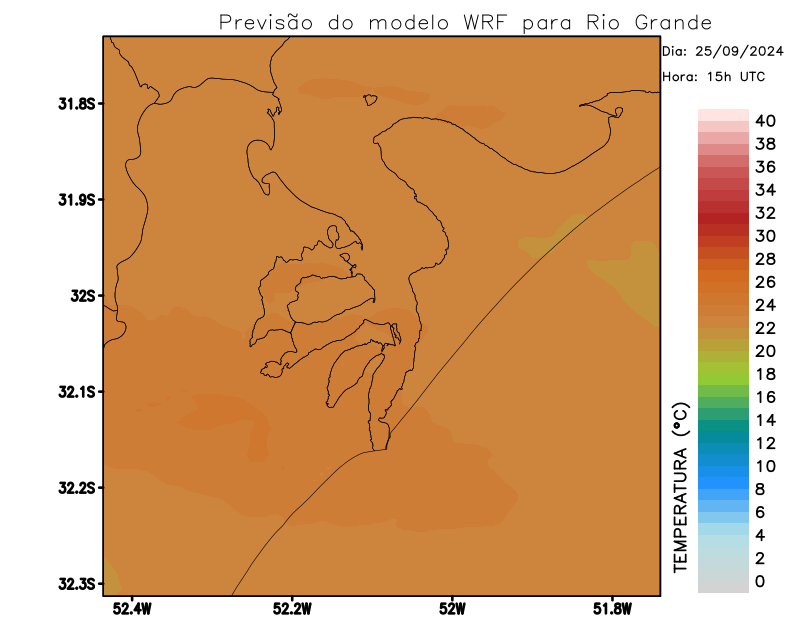 Previsão do modelo WRF para Rio Grande
Dia: 25/09/2024
Hora: 15h UTC
31.8S
31.9S
32S
32.1S
32.2S
32.3S
52.4W
52.2W
52W
51.8W
TEMPERATURA (°C)
40
38
36
34
32
30
28
26
24
22
20
18
16
14
12
10
8
6
4
2
0